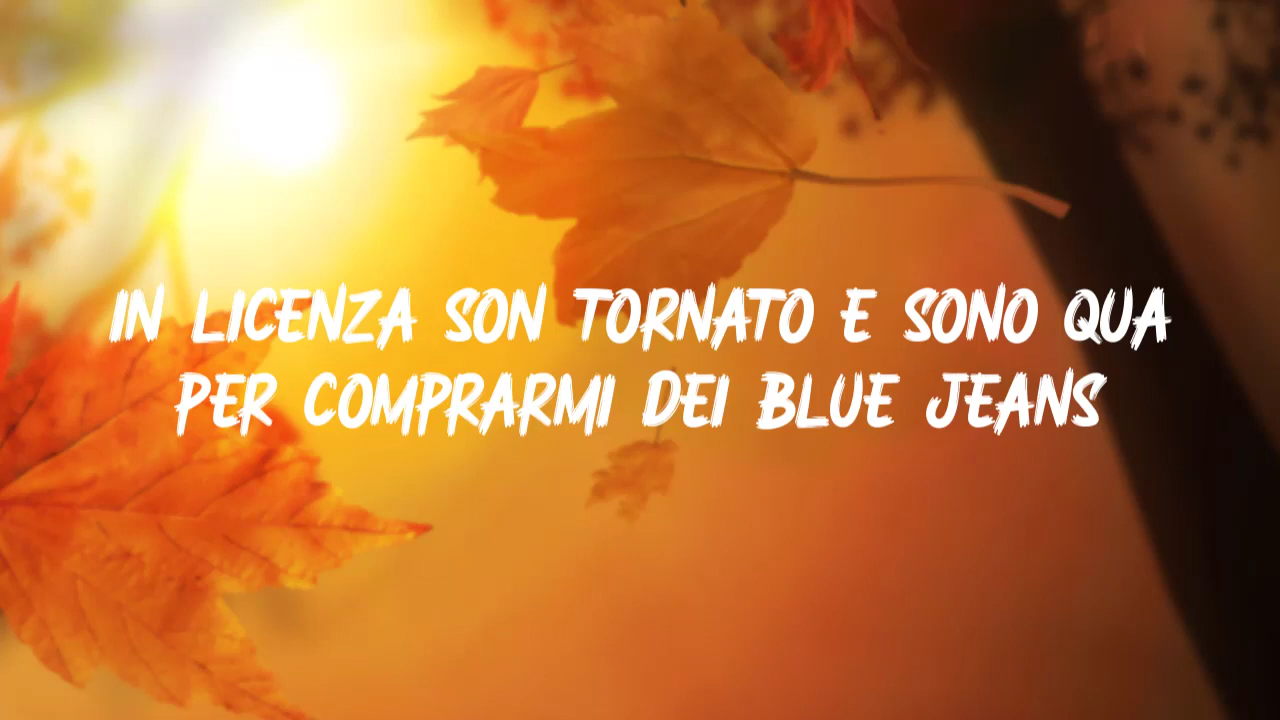 IN LICENZA SON TORNATO E SONO QUA
PER COMPRARMI DEI BLUE JEANS